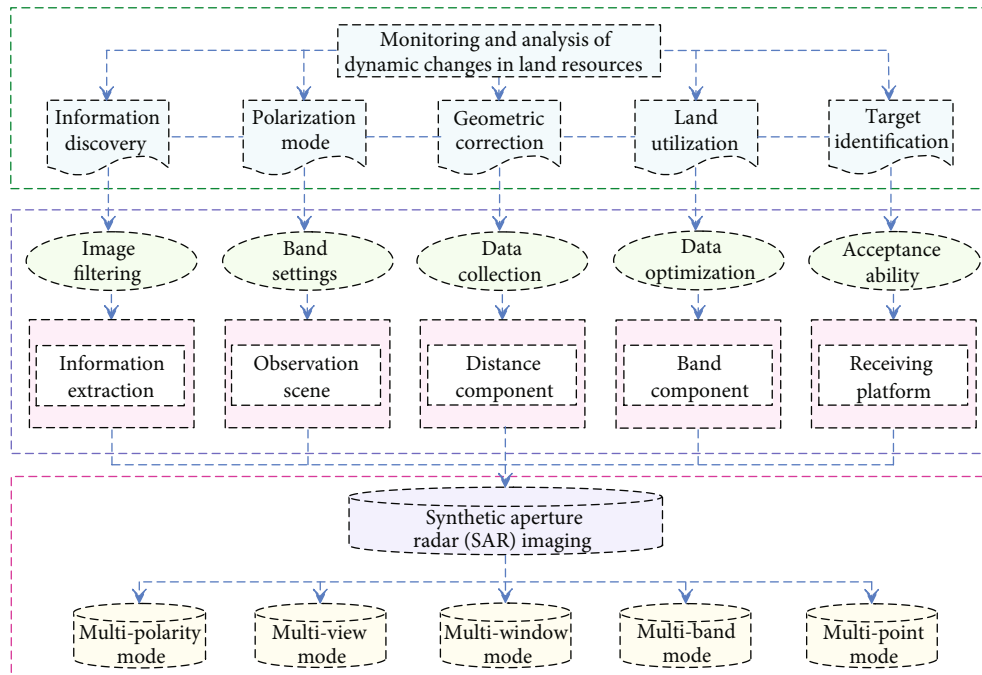 Monitoring and analysis of
dynamic changes in land resources
Information
discovery
Polarization
mode
Geometric
correction
Land
utilization
Target
identification
Image
filtering
Band
settings
Data
collection
Data
optimization
Acceptance
ability
Information
extraction
Observation
scene
Distance
component
Band
component
Receiving
platform
Synthetic aperture
radar (SAR) imaging
Multi-polarity
mode
Multi-view
mode
Multi-window
mode
Multi-band
mode
Multi-point
mode